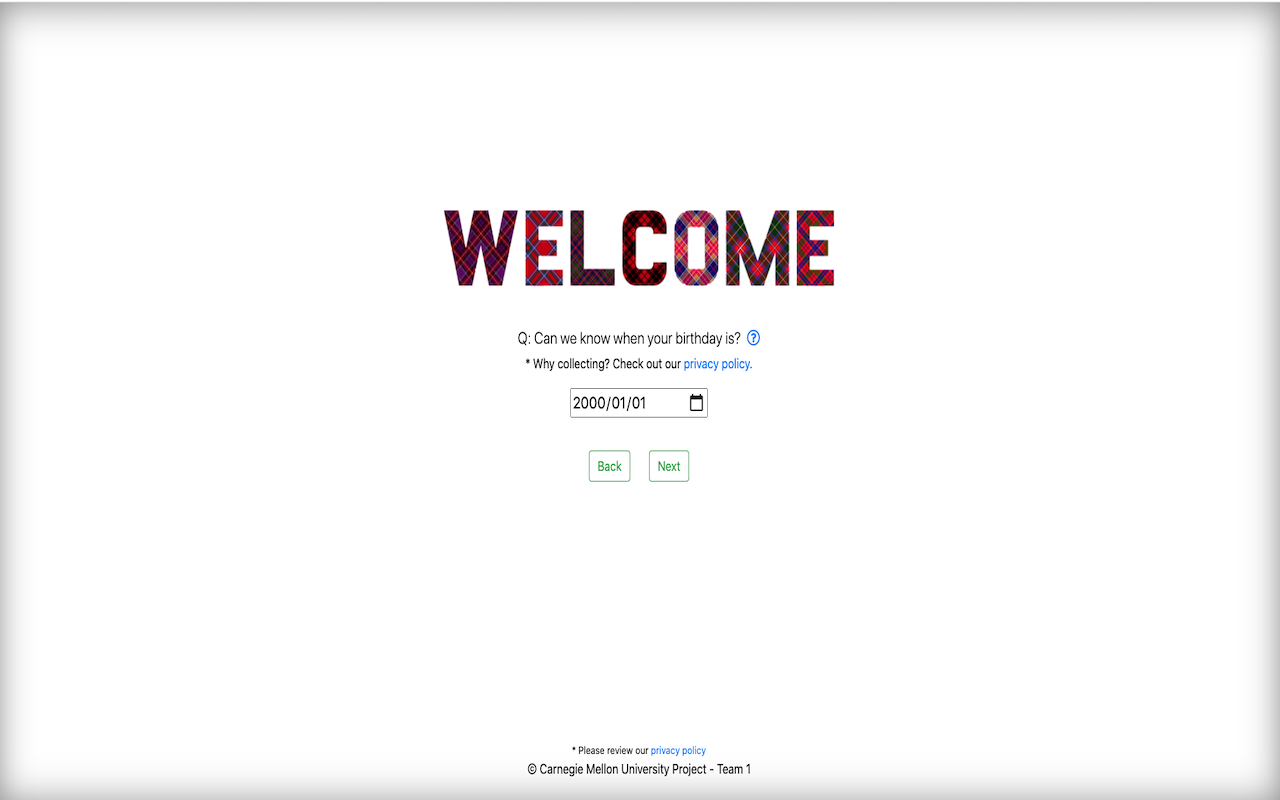 WELCOME
Q: Can we know when your birthday is?
* Why collecting? Check out our privacy policy.
2000/01/01
Back Next
* Please review our privacy policy
© Carnegie Mellon University Project - Team 1